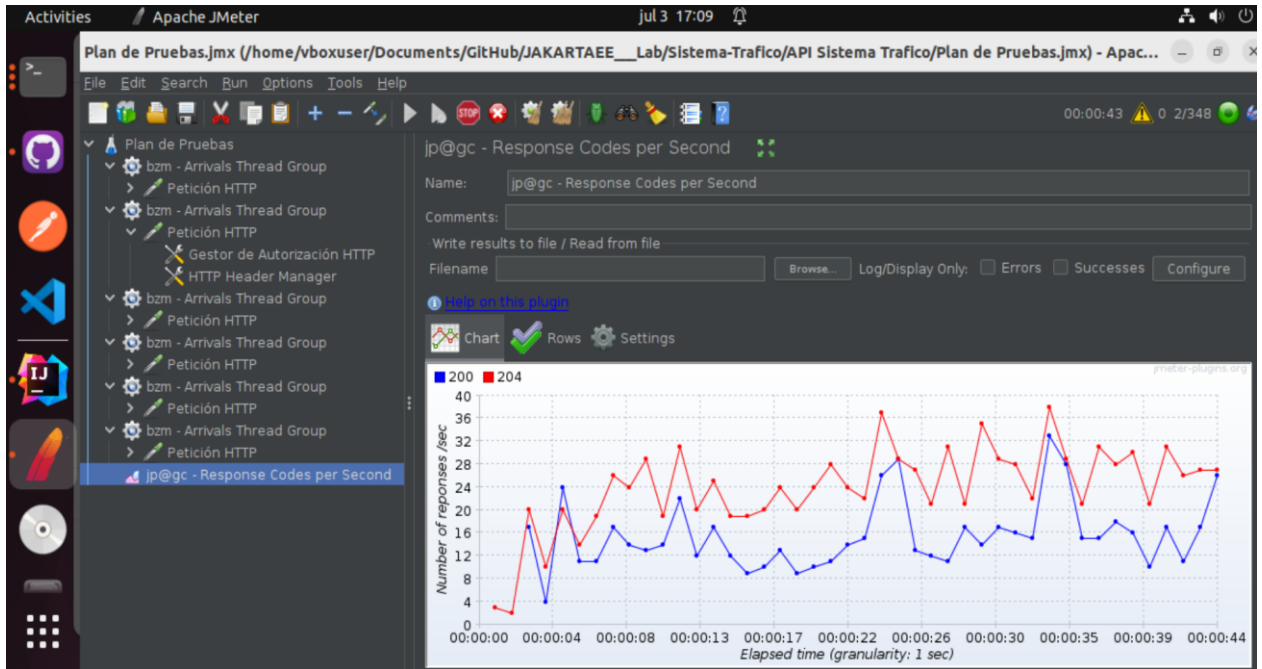 Activities Apache JMeter jul 3 17:09
Plan de Pruebas.jmx (/home/vboxuser/Documents/GitHub/JAKARTAEE___Lab/Sistema-Trafico/API Sistema Trafico/Plan de Pruebas.jmx) - Apac...
File Edit Search Run Options Tools Help
STOP 00:00:43 0 2/348
Plan de Pruebas
bzm - Arrivals Thread Group
Petición HTTP
bzm - Arrivals Thread Group
Petición HTTP
Gestor de Autorización HTTP
HTTP Header Manager
bzm - Arrivals Thread Group
Petición HTTP
bzm - Arrivals Thread Group
Petición HTTP
bzm - Arrivals Thread Group
Petición HTTP
bzm - Arrivals Thread Group
Petición HTTP
jp@gc - Response Codes per Second
jp@gc - Response Codes per Second
Name: jp@gc - Response Codes per Second
Comments:
Write results to file / Read from file
Filename Browse... Log/Display Only: Errors Successes Configure
Help on this plugin
Chart Rows Settings
jmeter-plugins.org
200 204
40
36
32
28
24
20
16
12
8
4
0
Number of reponses /sec
00:00:00 00:00:04 00:00:08 00:00:13 00:00:17 00:00:22 00:00:26 00:00:30 00:00:35 00:00:39 00:00:44
Elapsed time (granularity: 1 sec)
IJ